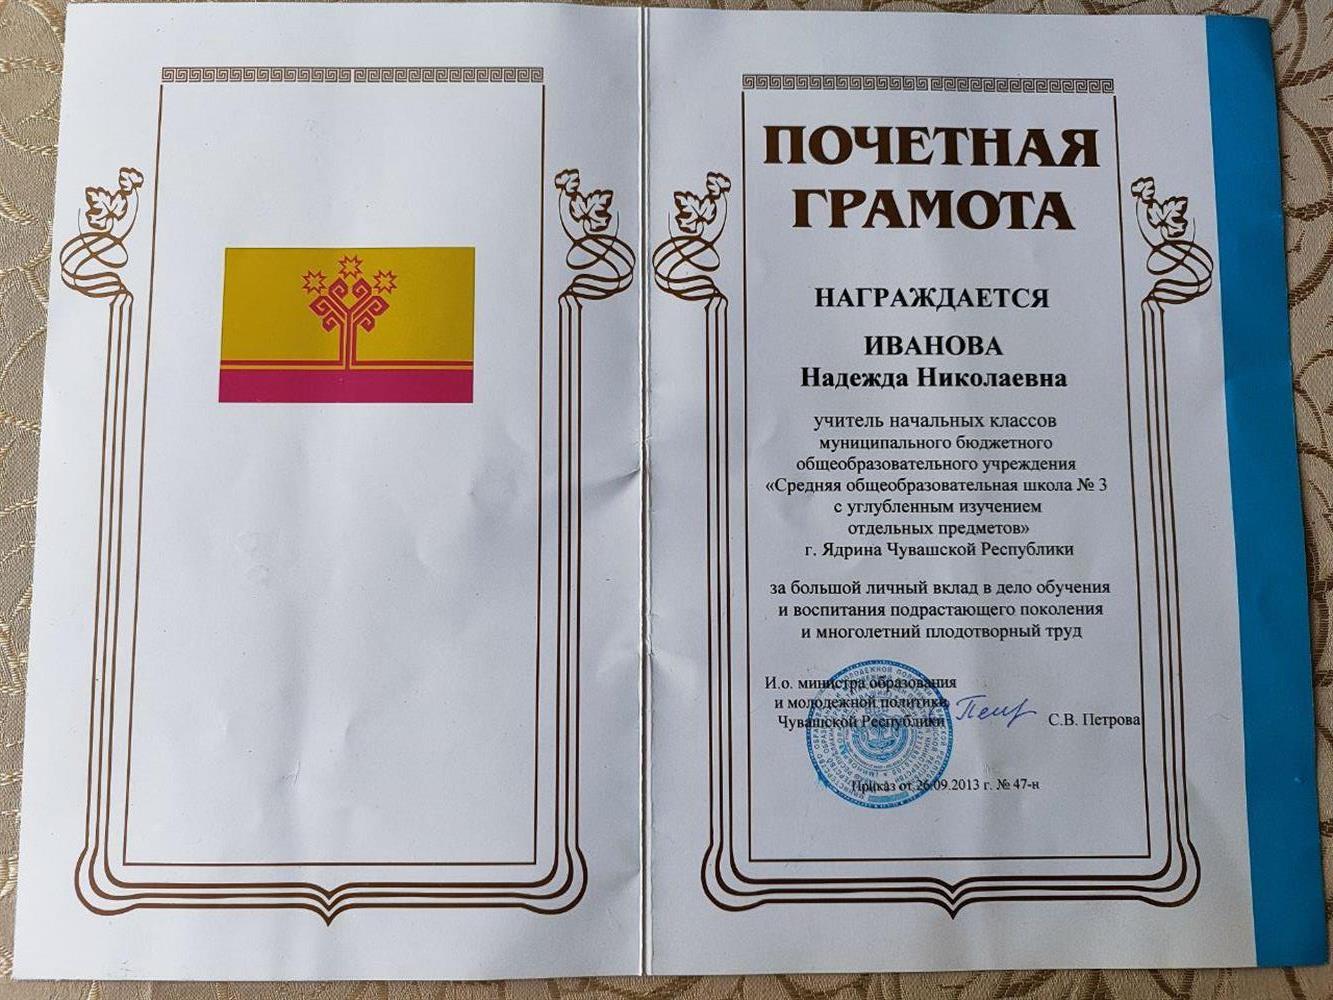 ПОЧЕТНАЯ
ГРАМОТА
НАГРАЖДАЕТСЯ
ИВАНОВА
Надежда Николаевна
учитель начальных классов
муниципального бюджетного
общеобразовательного учреждения
«Средняя общеобразовательная школа № 3
с углубленным изучением
отдельных предметов»
г. Ядрина Чувашской Республики
за большой личный вклад в дело обучения
и воспитания подрастающего поколения
и многолетний плодотворный труд
И.о. министра образования
и молодежной политики
Чувашской Республики
С.В. Петрова
Приказ от 26.09.2013 г. № 47-н